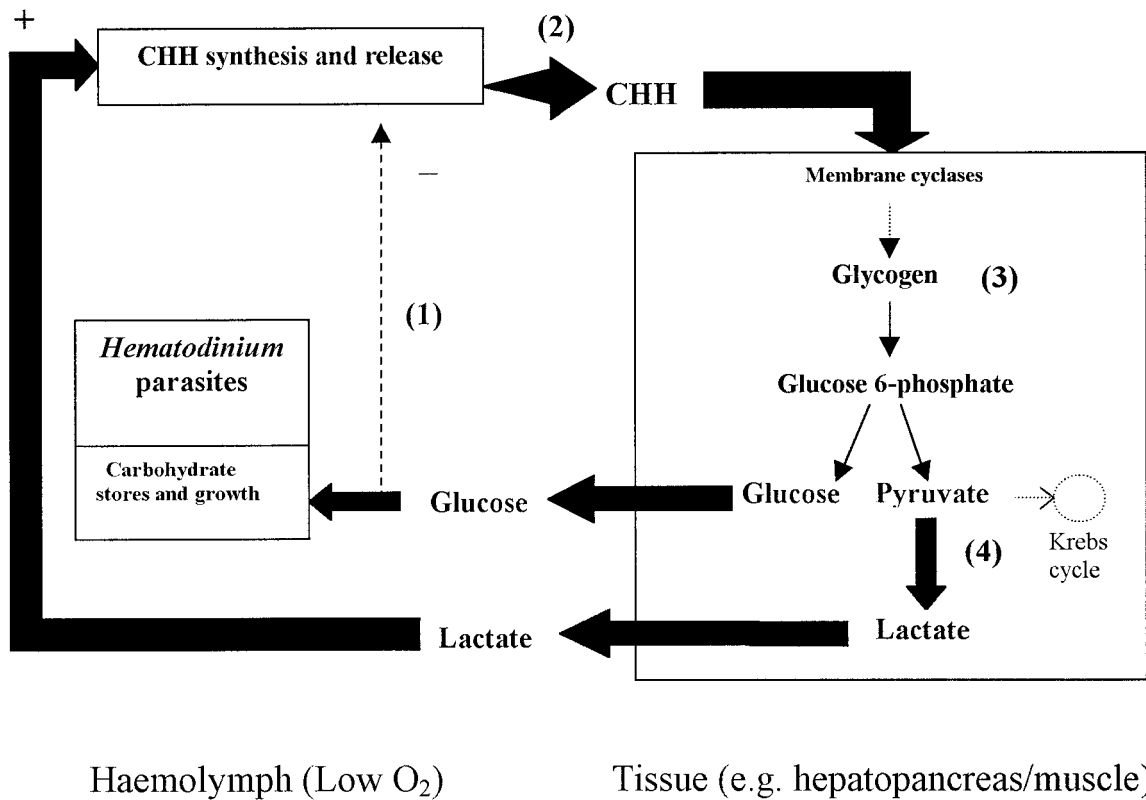 +
(2)
CHH synthesis and release
CHH
–
Membrane cyclases
Glycogen
(3)
(1)
Hematodinium
parasites
Glucose 6-phosphate
Carbohydrate
stores and growth
Glucose
Glucose
Pyruvate
(4)
Krebs
cycle
Lactate
Lactate
Haemolymph (Low O₂)
Tissue (e.g. hepatopancreas/muscle)